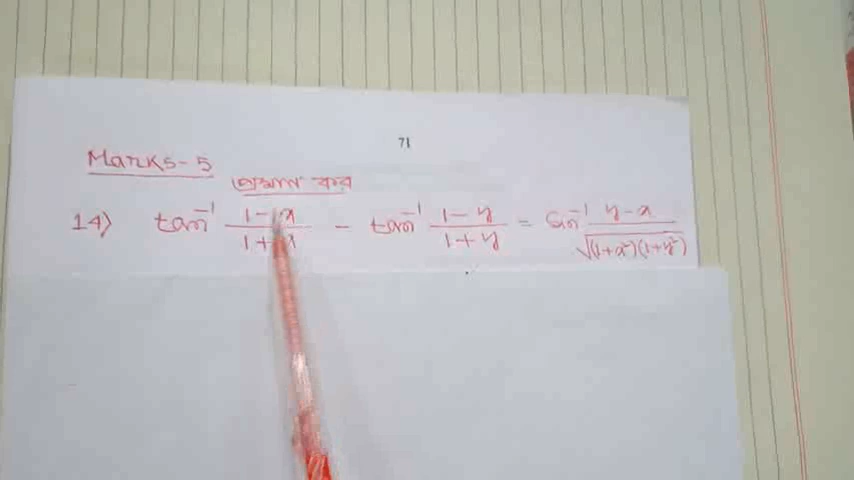 71
Marks-5
প্রমাণ কর
14) tan⁻¹ (1-x)/(1+x) - tan⁻¹ (1-y)/(1+y) = Sin⁻¹ (y-x)/√((1+x²)(1+y²))